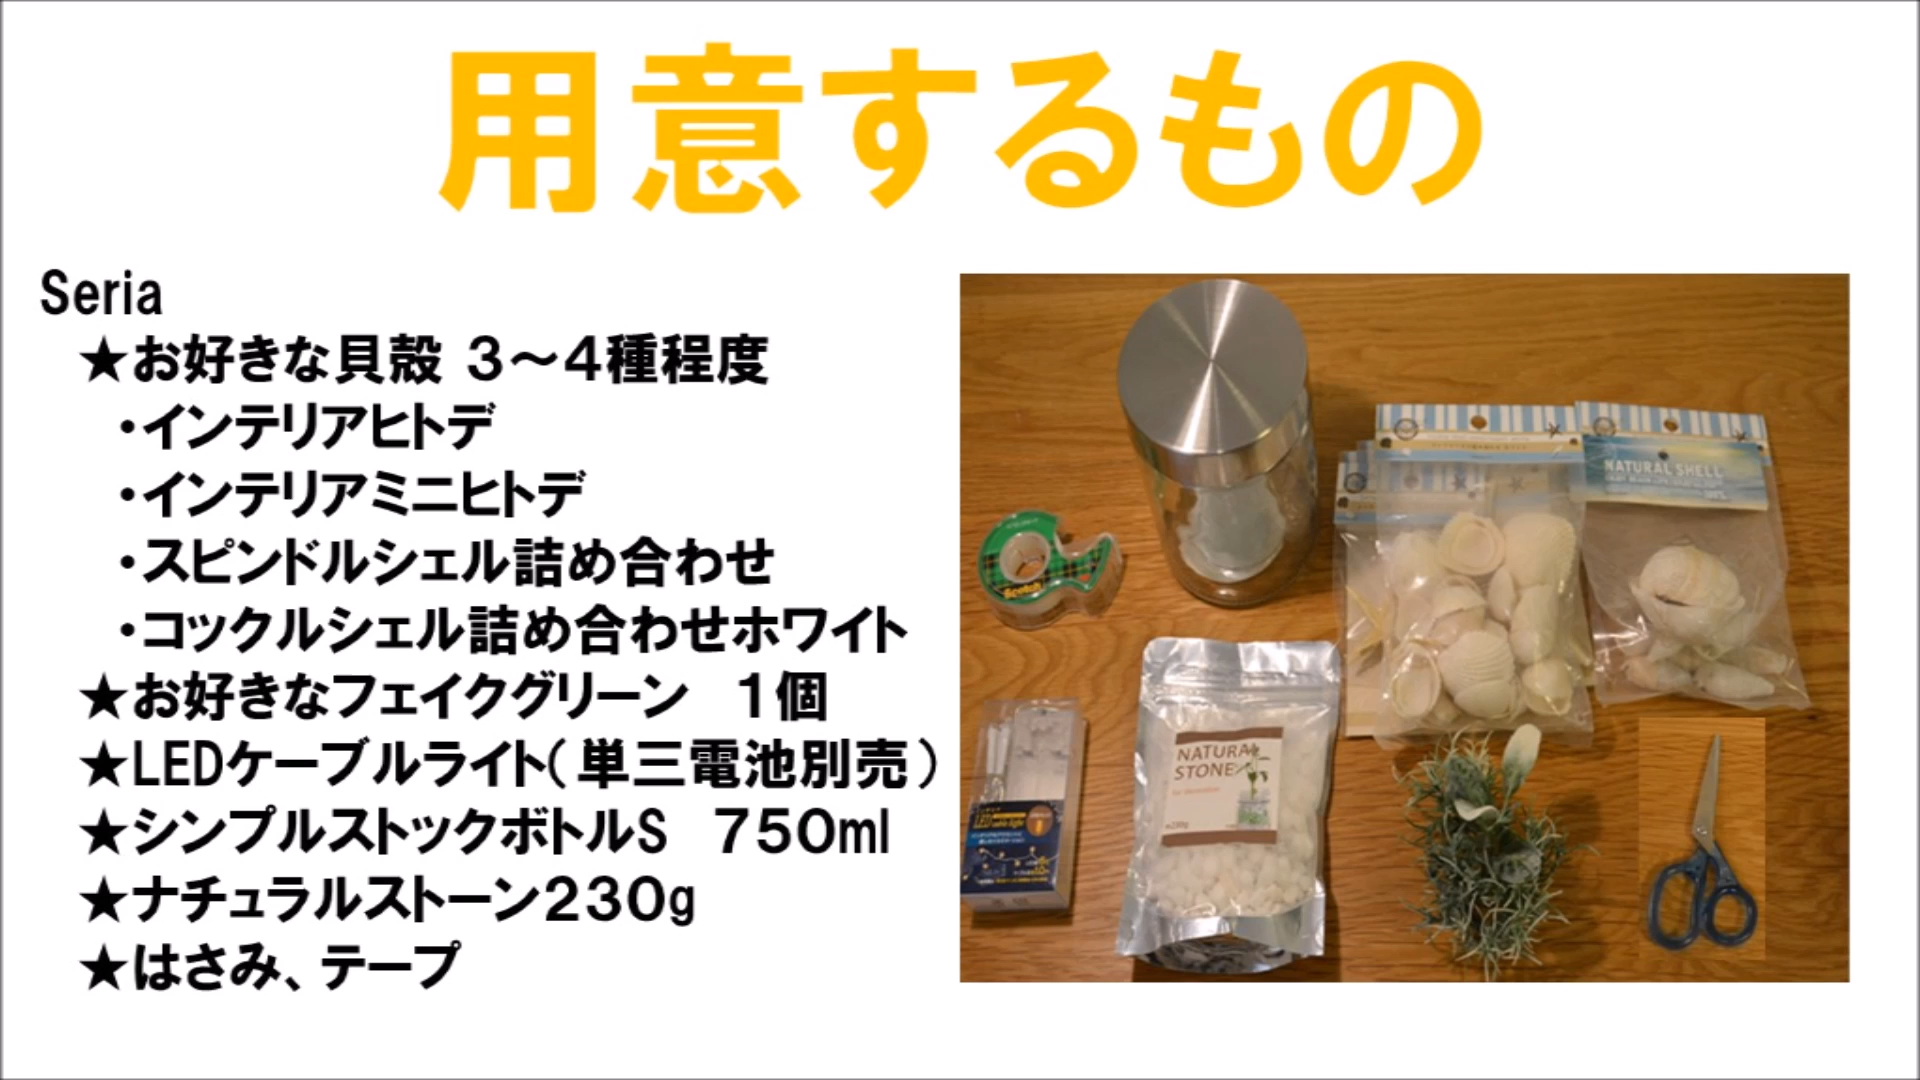 用意するもの
Seria
★お好きな貝殻 ３～４種程度
・インテリアヒトデ
・インテリアミニヒトデ
・スピンドルシェル詰め合わせ
・コックルシェル詰め合わせホワイト
★お好きなフェイクグリーン　１個
★LEDケーブルライト（単三電池別売）
★シンプルストックボトルS　７５０ml
★ナチュラルストーン２３０g
★はさみ、テープ
NATURAL SHELL
Scotch
NATURAL
STONE
LED